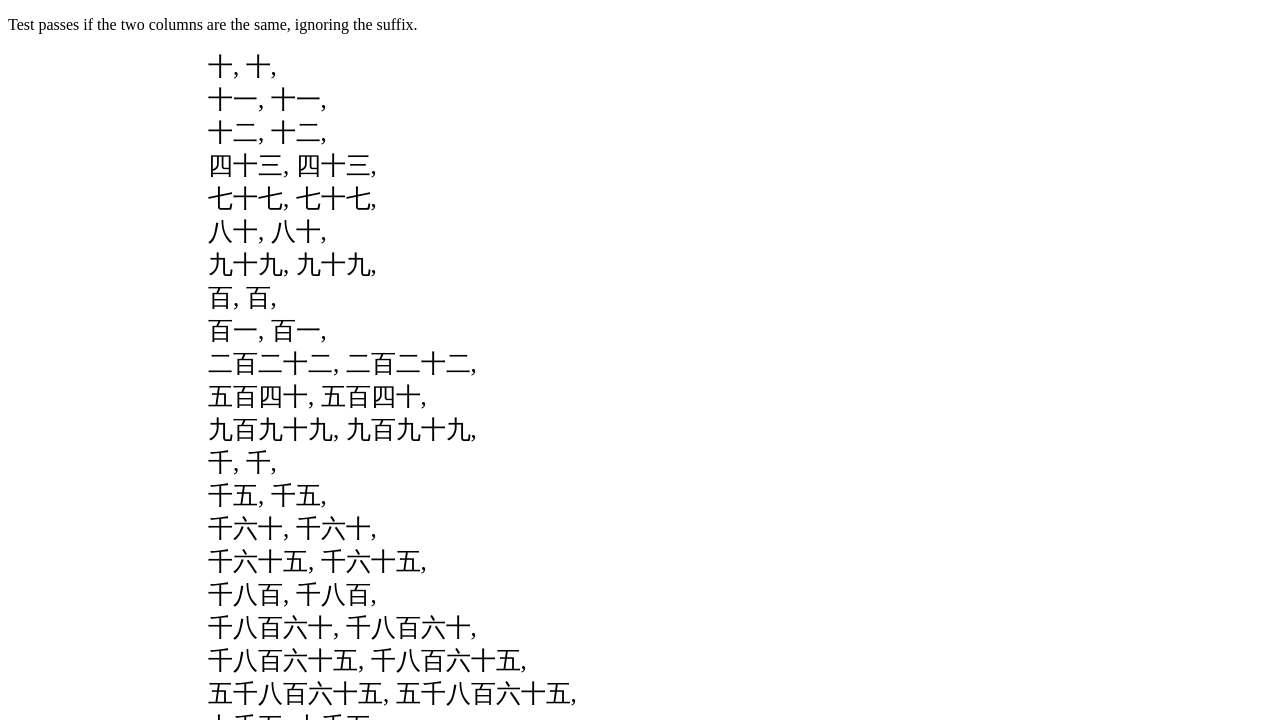 Test passes if the two columns are the same, ignoring the suffix.
十, 十,
十一, 十一,
十二, 十二,
四十三, 四十三,
七十七, 七十七,
八十, 八十,
九十九, 九十九,
百, 百,
百一, 百一,
二百二十二, 二百二十二,
五百四十, 五百四十,
九百九十九, 九百九十九,
千, 千,
千五, 千五,
千六十, 千六十,
千六十五, 千六十五,
千八百, 千八百,
千八百六十, 千八百六十,
千八百六十五, 千八百六十五,
五千八百六十五, 五千八百六十五,